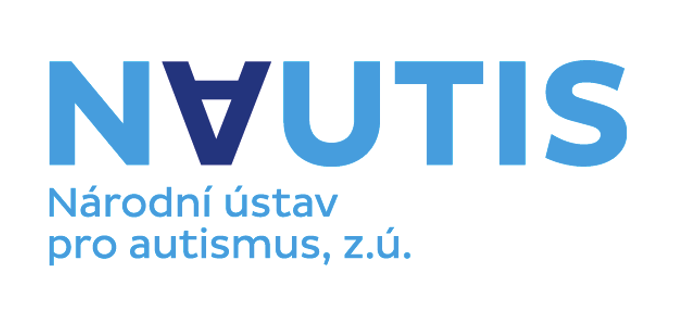 NAUTIS
Národní ústav
pro autismus, z.ú.